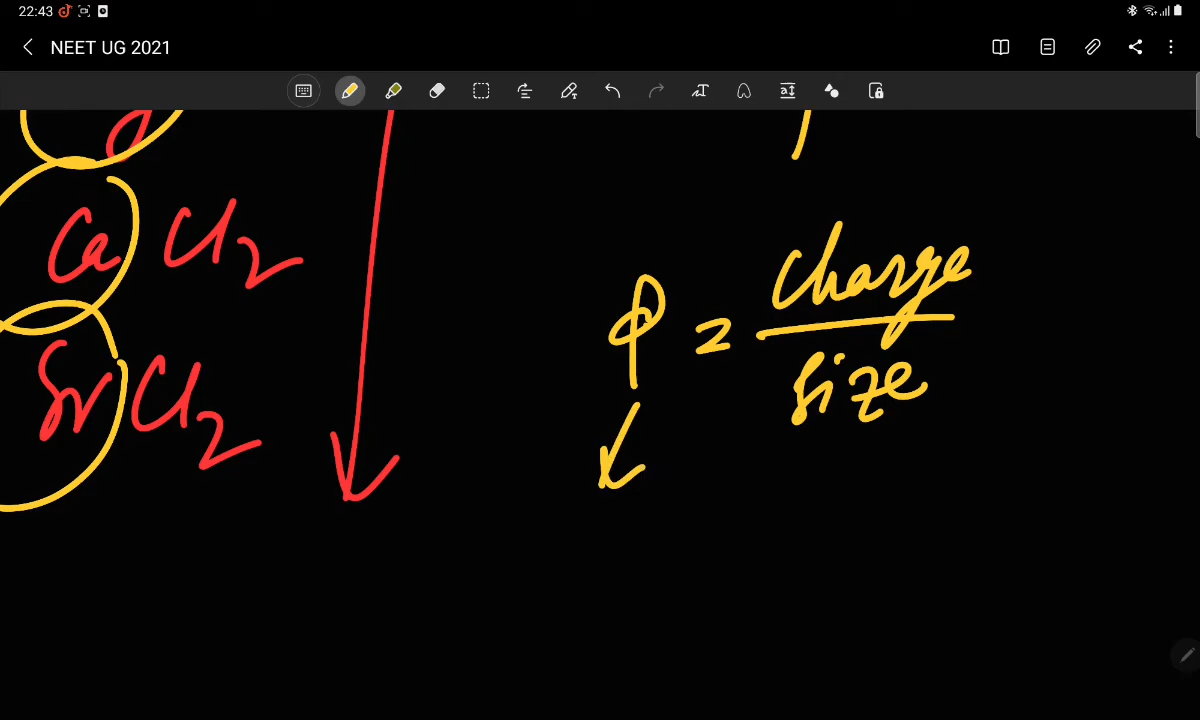 22:43
NEET UG 2021
Ca Cl2
Sr Cl2
φ = charge
size